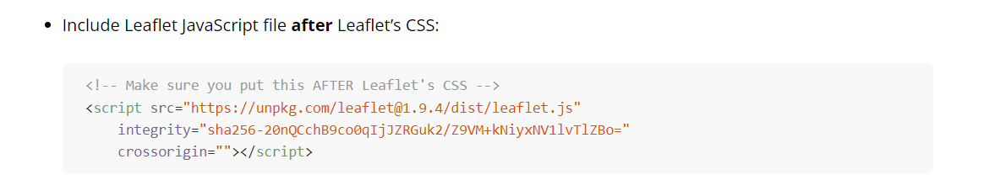 Include Leaflet JavaScript file after Leaflet’s CSS:
<!-- Make sure you put this AFTER Leaflet's CSS -->
<script src="https://unpkg.com/leaflet@1.9.4/dist/leaflet.js"
integrity="sha256-20nQCchB9co0qIjJZRGuk2/Z9VM+kNiyxNV1lvTlZBo="
crossorigin=""></script>